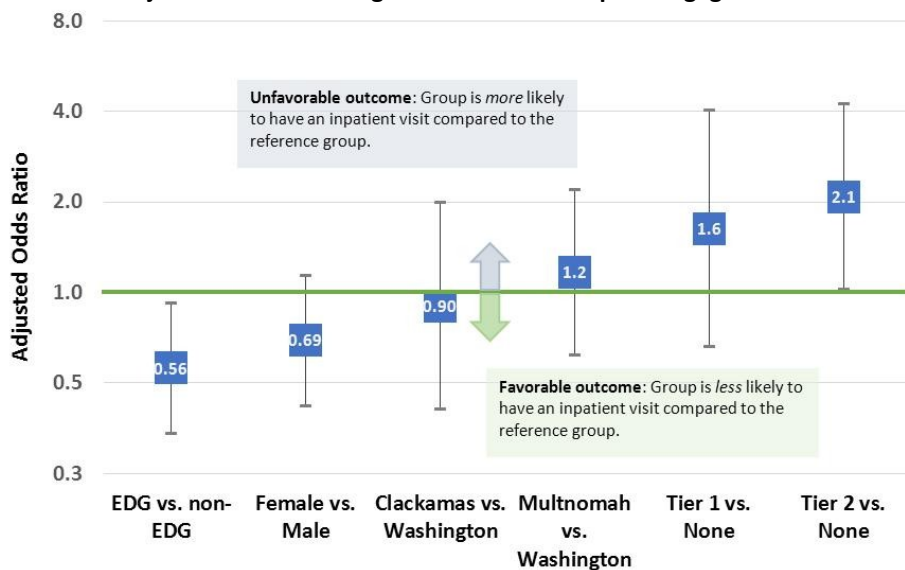 8.0
Unfavorable outcome: Group is more likely
to have an inpatient visit compared to the
reference group.
4.0
2.0
1.0
0.5
0.3
Adjusted Odds Ratio
0.56
0.69
0.90
1.2
1.6
2.1
Favorable outcome: Group is less likely to
have an inpatient visit compared to the
reference group.
EDG vs. non-
EDG
Female vs.
Male
Clackamas vs.
Washington
Multnomah
vs.
Washington
Tier 1 vs.
None
Tier 2 vs.
None